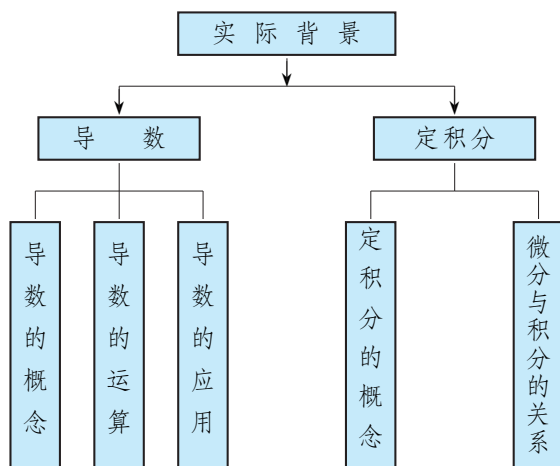 实际背景
导数
定积分
导数的概念
导数的运算
导数的应用
定积分的概念
微分与积分的关系